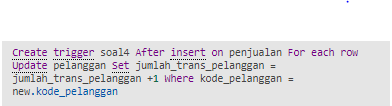 Create trigger soal4 After insert on penjualan For each row
Update pelanggan Set jumlah_trans_pelanggan =
jumlah_trans_pelanggan +1 Where kode_pelanggan =
new.kode_pelanggan